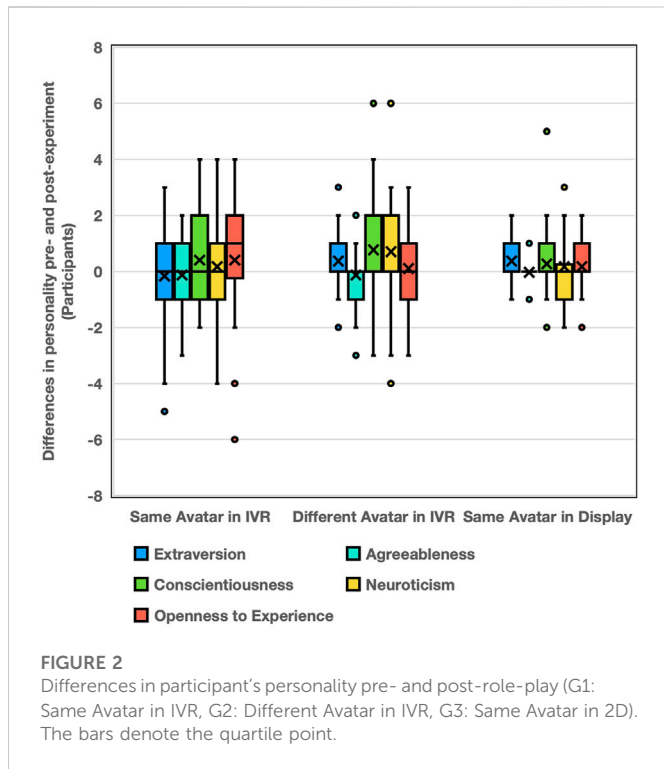 Differences in personality pre- and post-experiment
(Participants)
8
6
4
2
0
-2
-4
-6
-8
Same Avatar in IVR Different Avatar in IVR Same Avatar in Display
Extraversion Agreeableness
Conscientiousness Neuroticism
Openness to Experience
FIGURE 2
Differences in participant's personality pre- and post-role-play (G1:
Same Avatar in IVR, G2: Different Avatar in IVR, G3: Same Avatar in 2D).
The bars denote the quartile point.